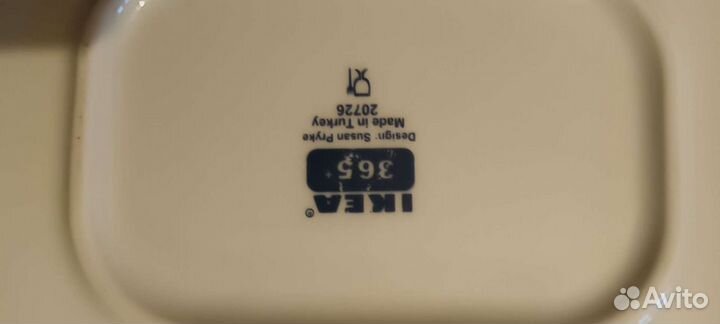 IKEA®
365+
Design: Susan Pryke
Made in Turkey
20726
Avito